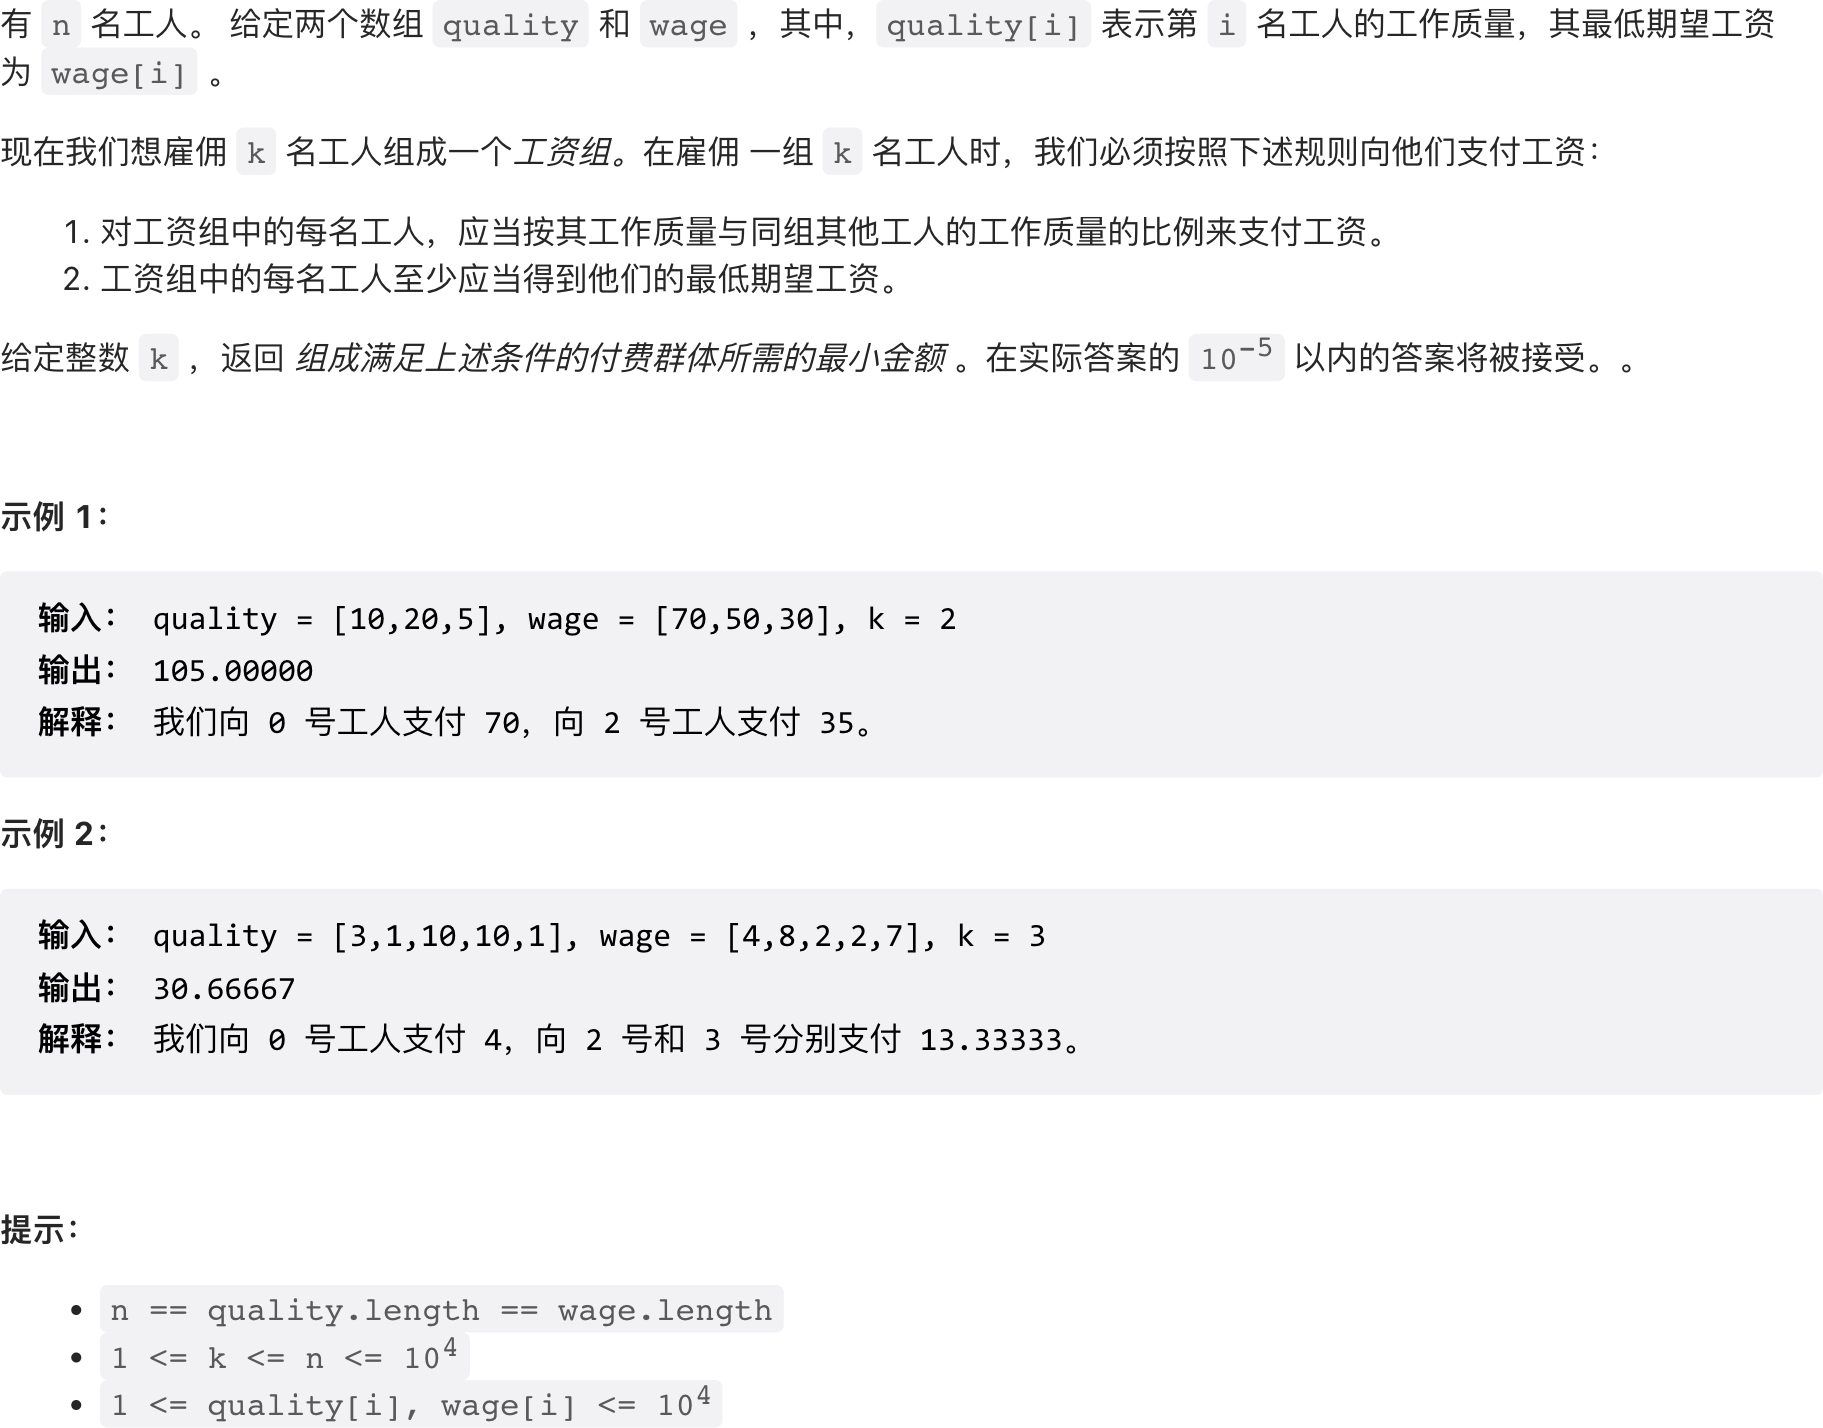 有 n 名工人。 给定两个数组 quality 和 wage ，其中，quality[i] 表示第 i 名工人的工作质量，其最低期望工资
为 wage[i] 。
现在我们想雇佣 k 名工人组成一个工资组。在雇佣 一组 k 名工人时，我们必须按照下述规则向他们支付工资：
1. 对工资组中的每名工人，应当按其工作质量与同组其他工人的工作质量的比例来支付工资。
2. 工资组中的每名工人至少应当得到他们的最低期望工资。
给定整数 k ，返回 组成满足上述条件的付费群体所需的最小金额 。在实际答案的 10⁻⁵ 以内的答案将被接受。。
示例 1：
输入： quality = [10,20,5], wage = [70,50,30], k = 2
输出： 105.00000
解释： 我们向 0 号工人支付 70，向 2 号工人支付 35。
示例 2：
输入： quality = [3,1,10,10,1], wage = [4,8,2,2,7], k = 3
输出： 30.66667
解释： 我们向 0 号工人支付 4，向 2 号和 3 号分别支付 13.33333。
提示：
• n == quality.length == wage.length
• 1 <= k <= n <= 10⁴
• 1 <= quality[i], wage[i] <= 10⁴